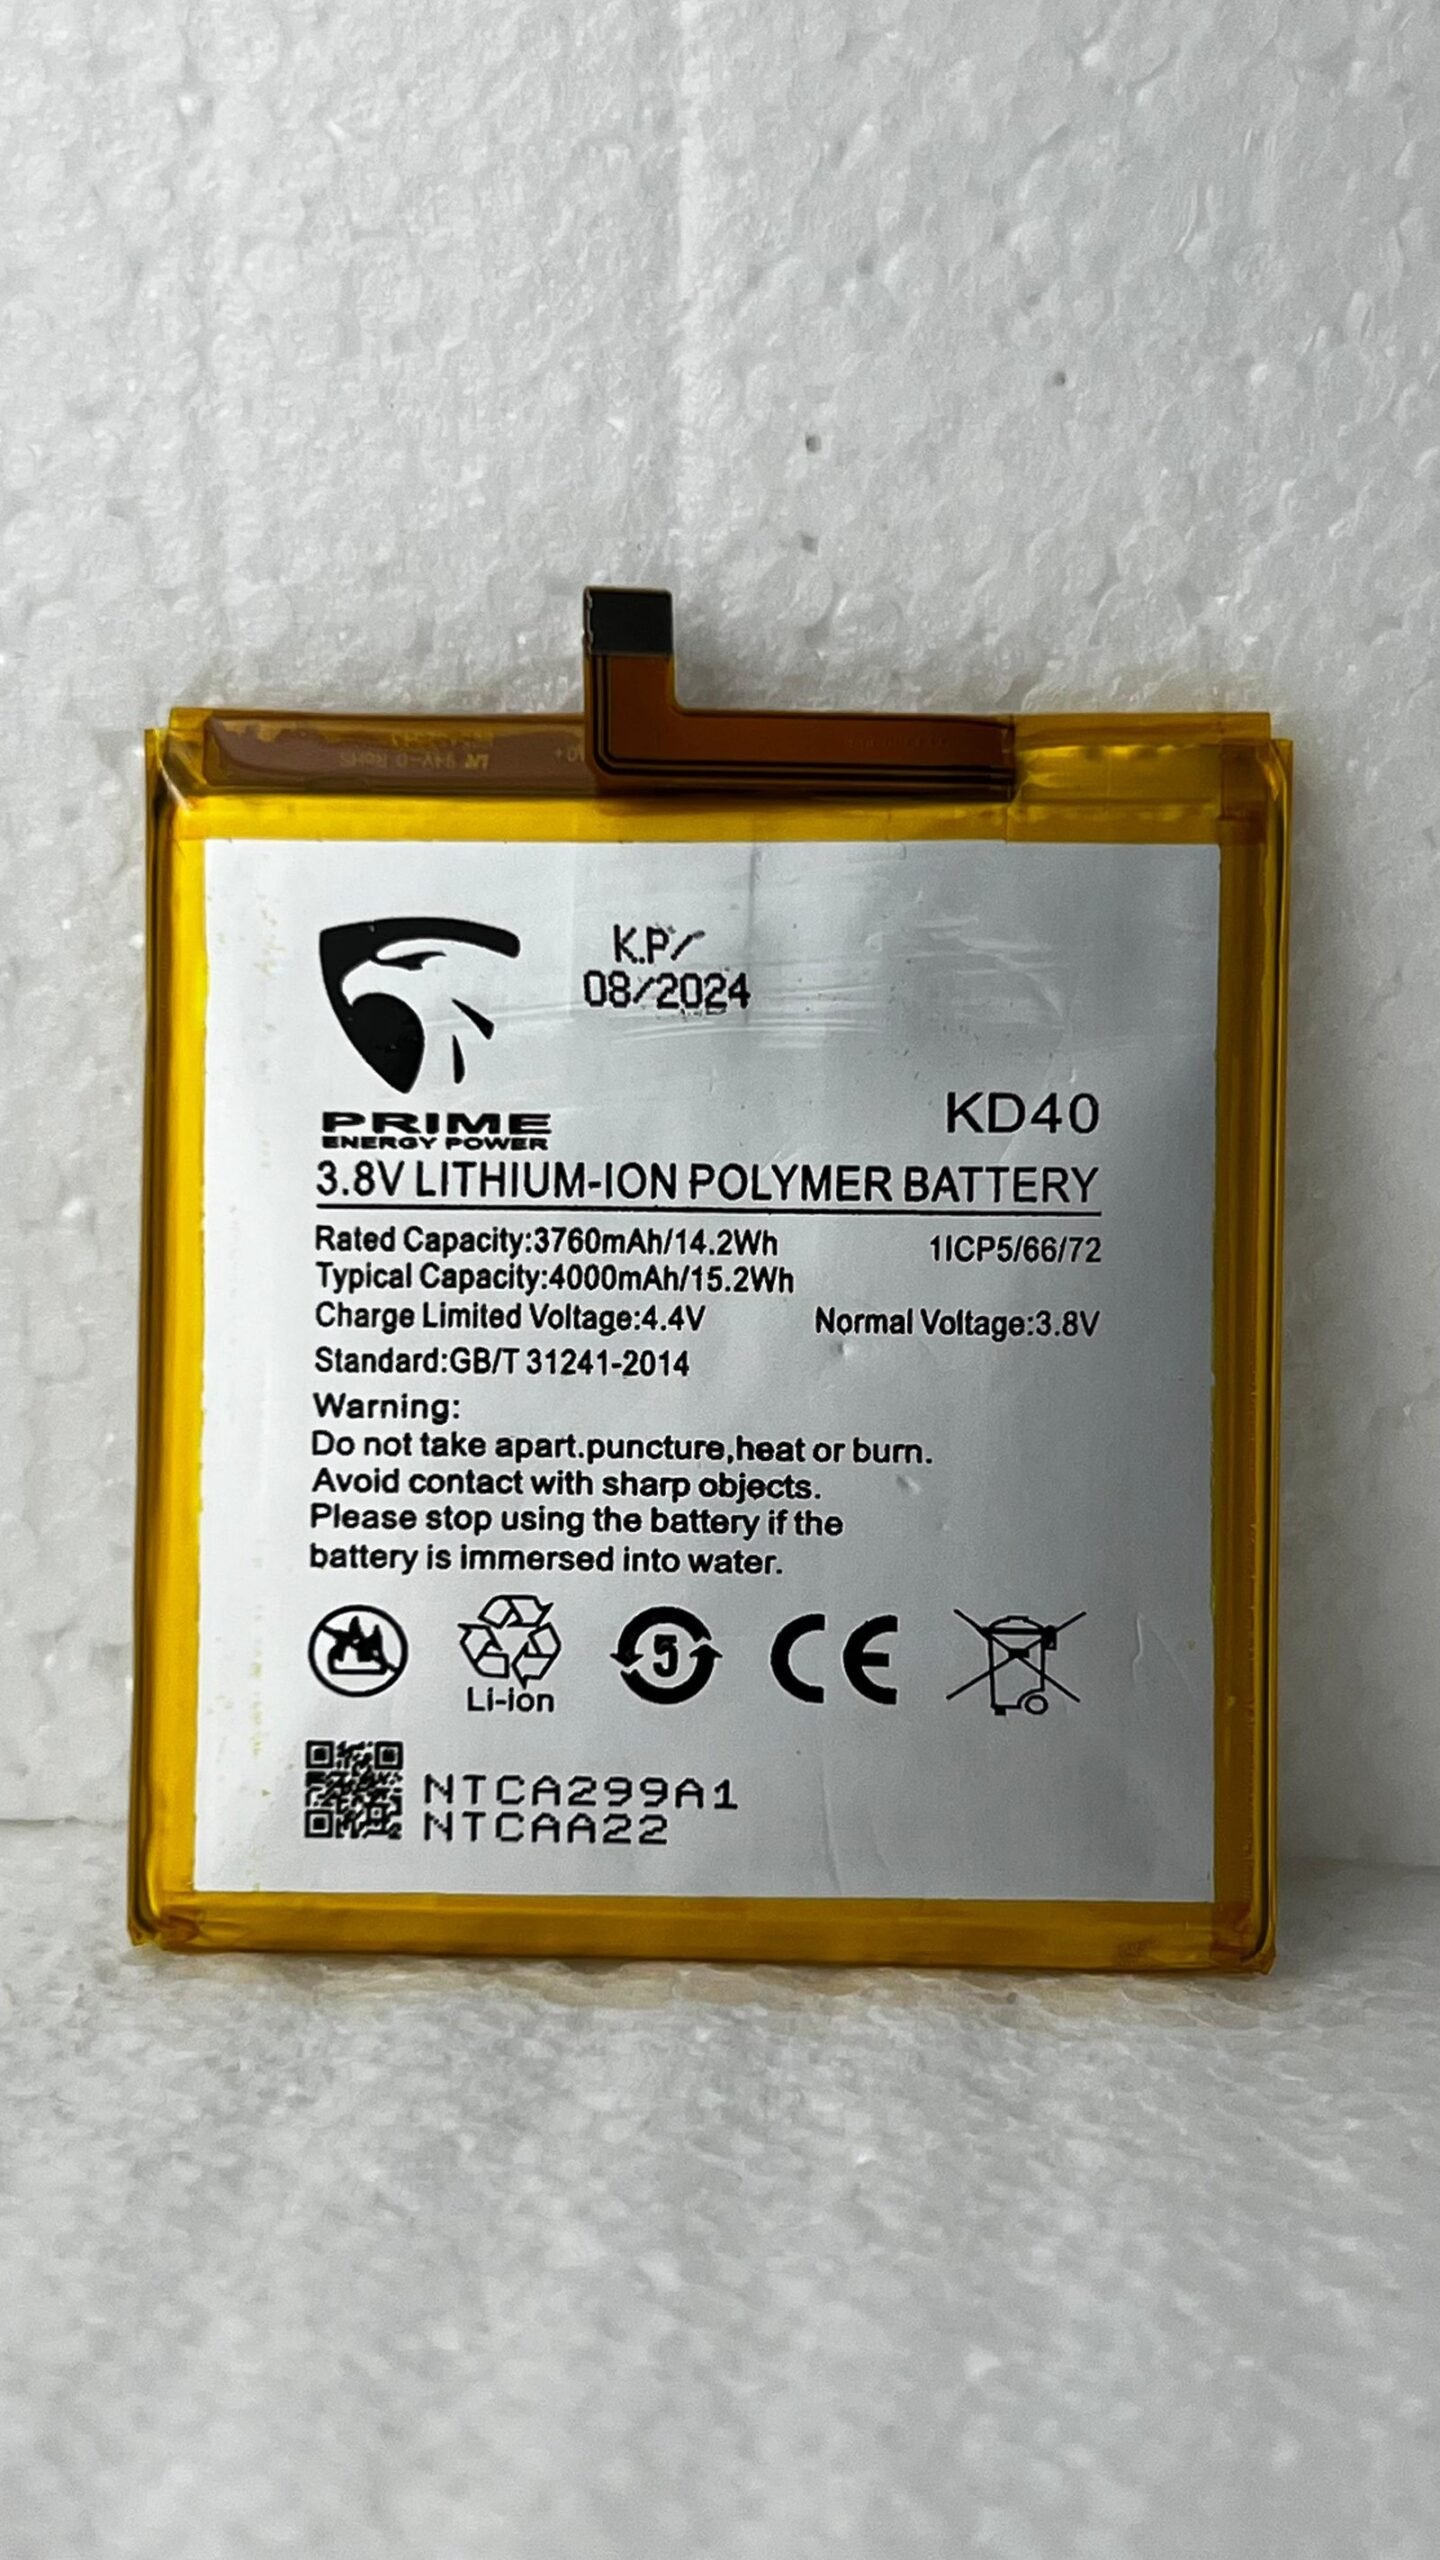 K.P/
08/2024
PRIME
ENERGY POWER
KD40
3.8V LITHIUM-ION POLYMER BATTERY
Rated Capacity:3760mAh/14.2Wh
1ICP5/66/72
Typical Capacity:4000mAh/15.2Wh
Charge Limited Voltage:4.4V
Normal Voltage:3.8V
Standard:GB/T 31241-2014
Warning:
Do not take apart.puncture,heat or burn.
Avoid contact with sharp objects.
Please stop using the battery if the
battery is immersed into water.
Li-ion
5
CE
NTCA299A1
NTCAA22
94V-0 RoHS